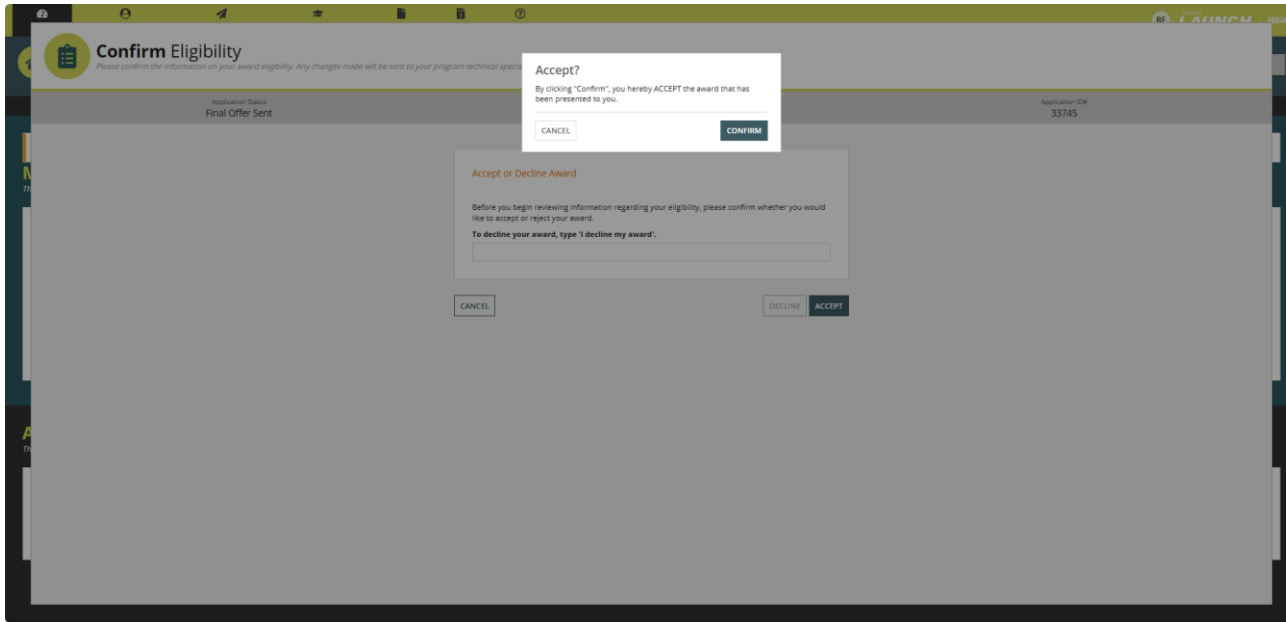 BF
LAUNCH
Confirm Eligibility
Please confirm the information on your award eligibility. Any changes made will be sent to your program technical
Application Status
Final Offer Sent
Application ID#
33745
Accept?
By clicking "Confirm", you hereby ACCEPT the award that has
been presented to you.
CANCEL
CONFIRM
Accept or Decline Award
Before you begin reviewing information regarding your eligibility, please confirm whether you would
like to accept or reject your award.
To decline your award, type 'I decline my award'.
CANCEL
DECLINE
ACCEPT